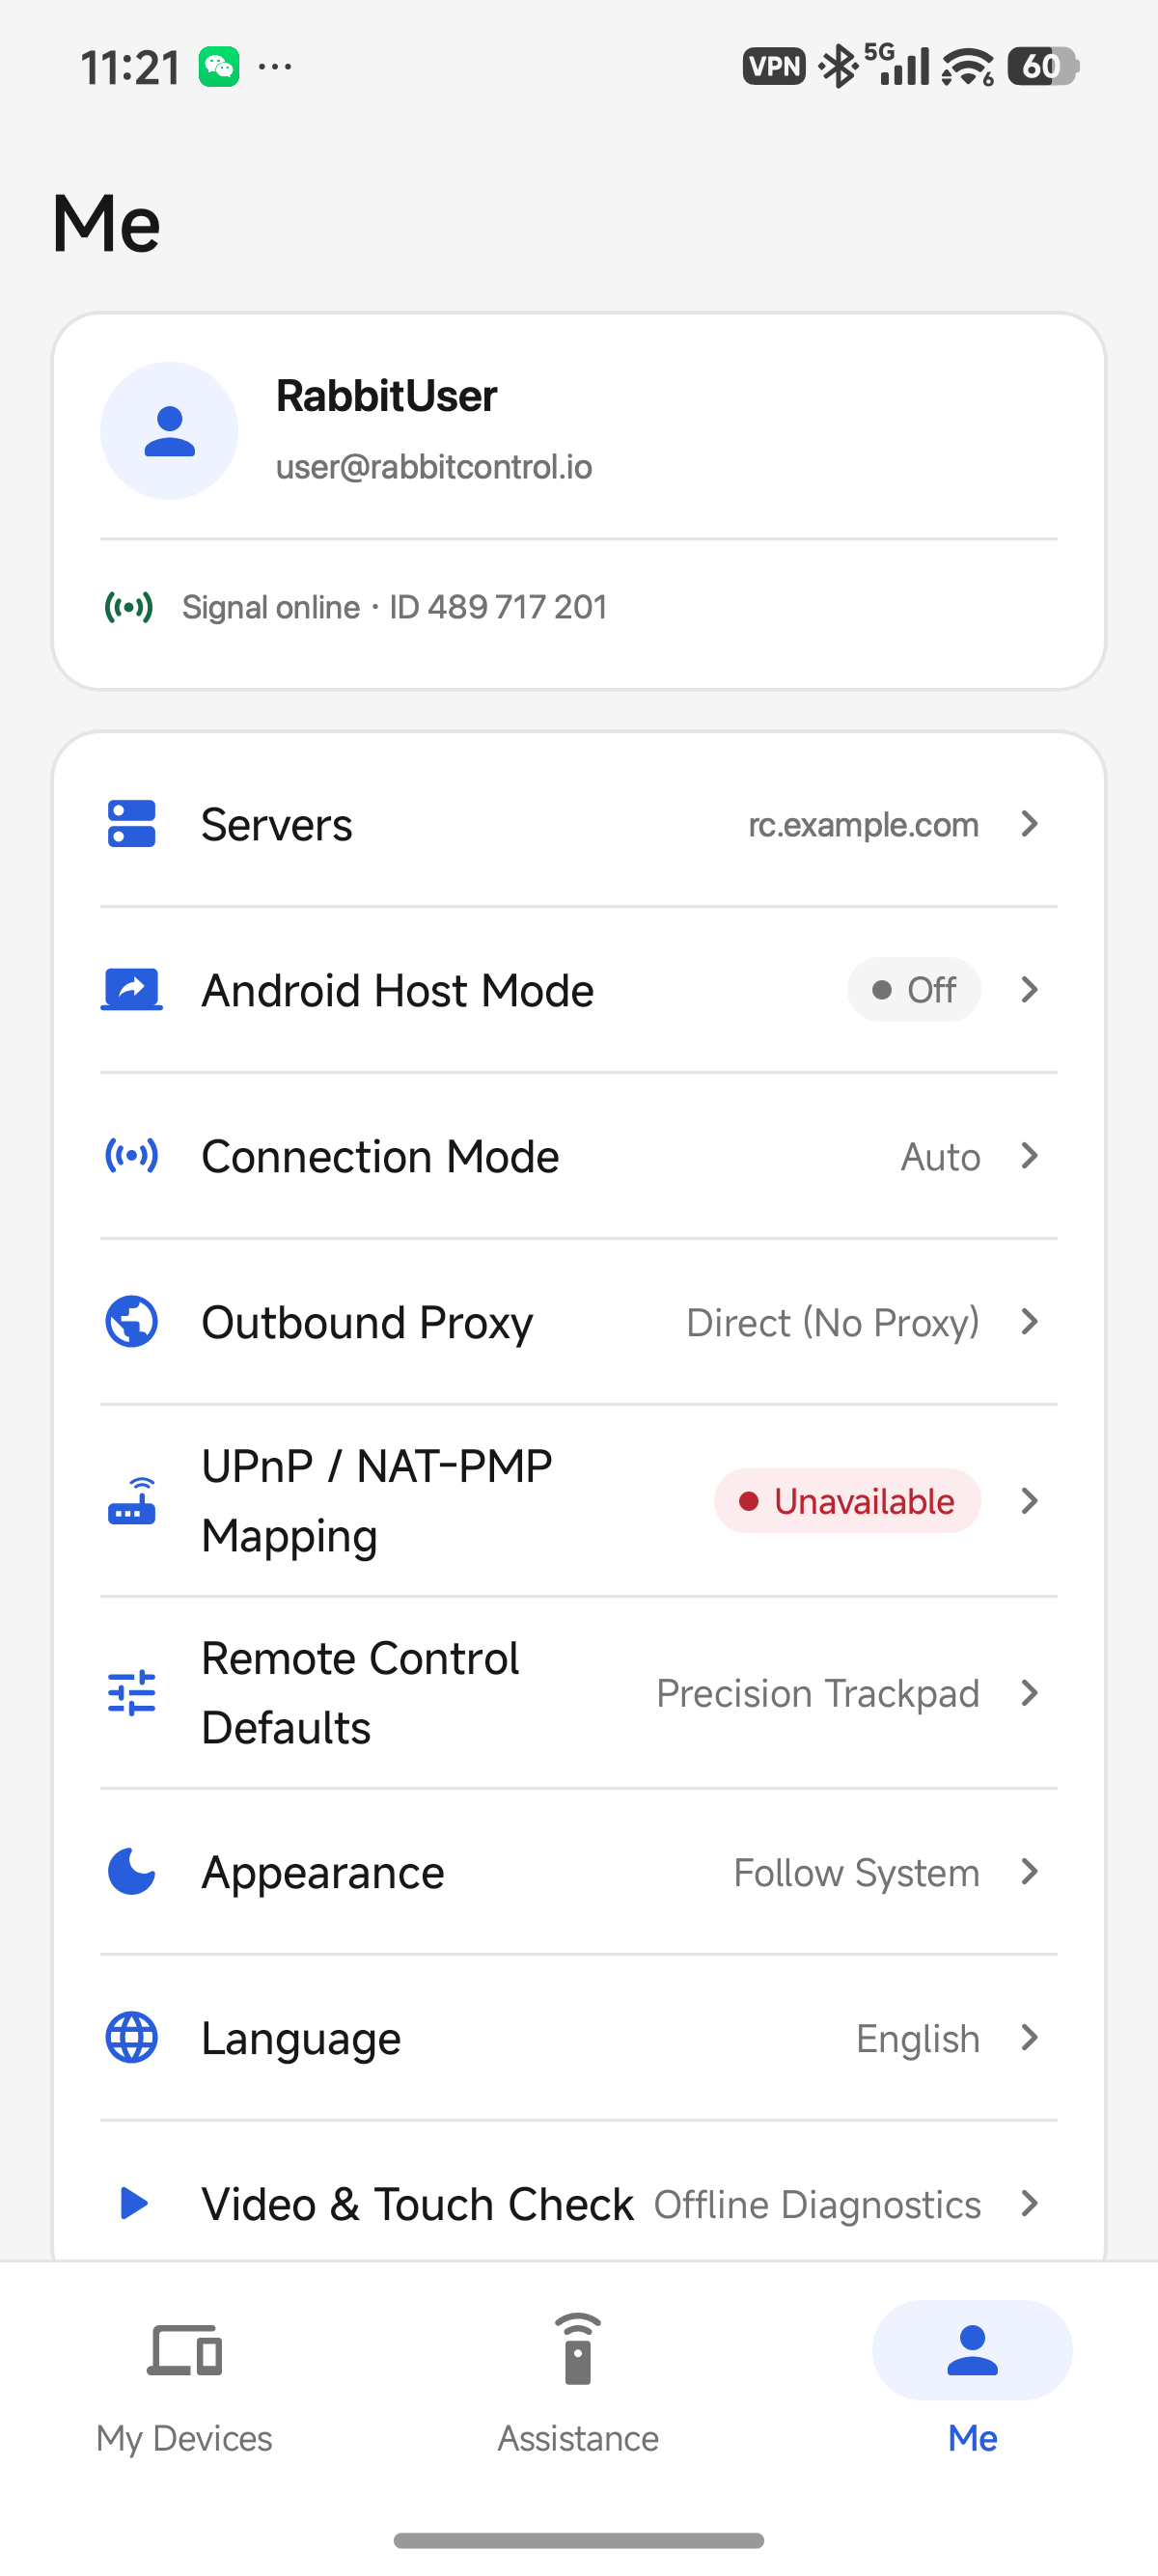 11:21
VPN 5G 6 60
Me
RabbitUser
user@rabbitcontrol.io
Signal online · ID 489 717 201
Servers rc.example.com
Android Host Mode Off
Connection Mode Auto
Outbound Proxy Direct (No Proxy)
UPnP / NAT-PMP
Mapping
Unavailable
Remote Control
Defaults
Precision Trackpad
Appearance Follow System
Language English
Video & Touch Check Offline Diagnostics
My Devices Assistance Me